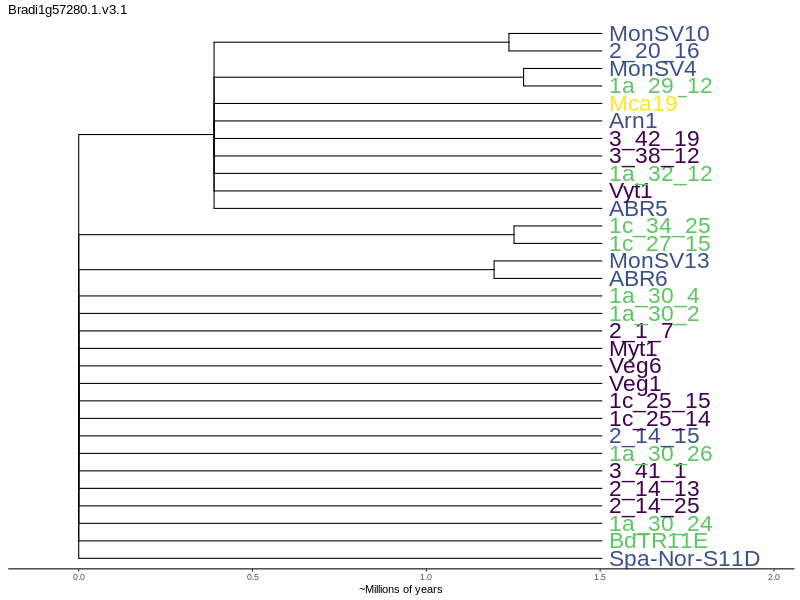 Bradi1g57280.1.v3.1
MonSV10
2_20_16
MonSV4
1a_29_12
Mca19
Arn1
3_42_19
3_38_12
1a_32_12
Vyt1
ABR5
1c_34_25
1c_27_15
MonSV13
ABR6
1a_30_4
1a_30_2
2_1_7
Myt1
Veg6
Veg1
1c_25_15
1c_25_14
2_14_15
1a_30_26
3_41_1
2_14_13
2_14_25
1a_30_24
BdTR11E
Spa-Nor-S11D
0.0 0.5 1.0 1.5 2.0
~Millions of years